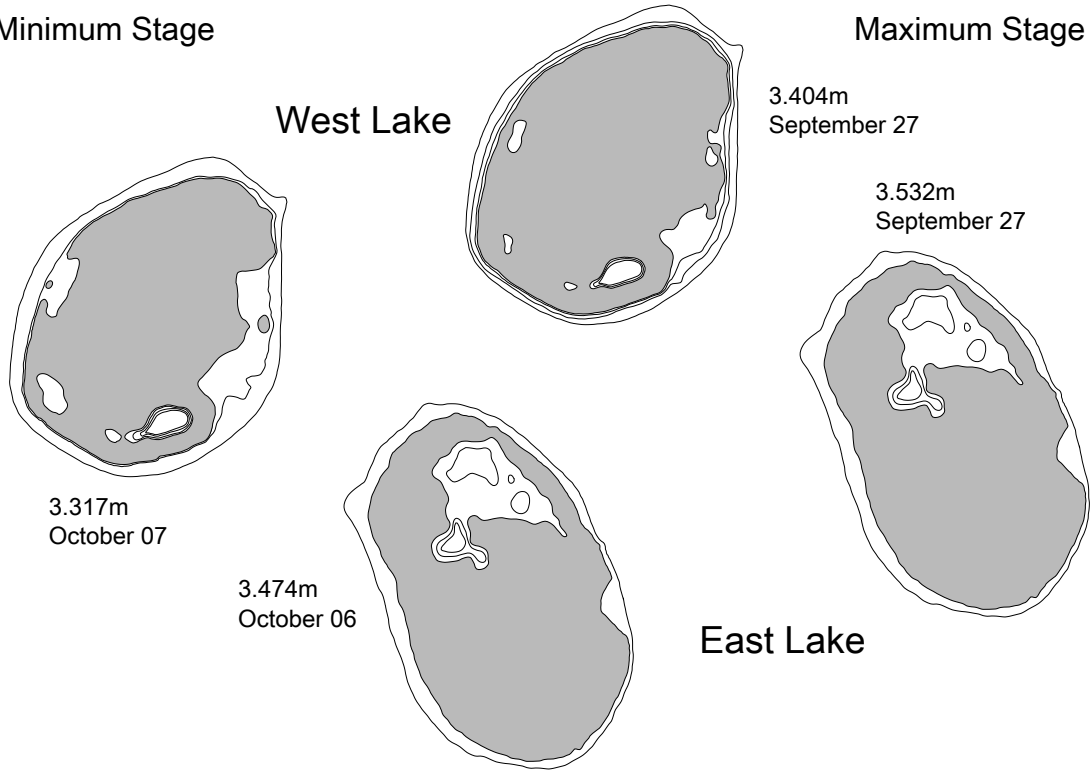 Minimum Stage
Maximum Stage
West Lake
3.404m
September 27
3.532m
September 27
3.317m
October 07
3.474m
October 06
East Lake